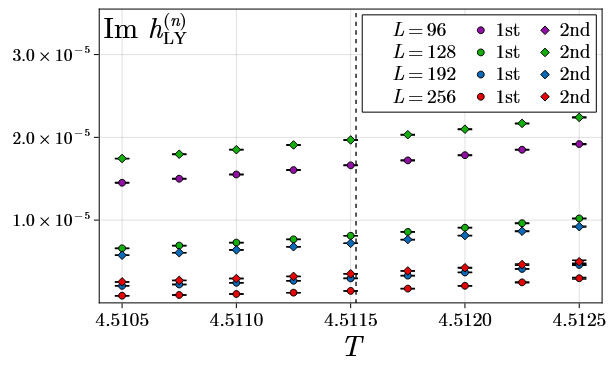 Im h_LY^(n)
L = 96 1st 2nd
L = 128 1st 2nd
L = 192 1st 2nd
L = 256 1st 2nd
3.0 × 10⁻⁵
2.0 × 10⁻⁵
1.0 × 10⁻⁵
4.5105 4.5110 4.5115 4.5120 4.5125
T